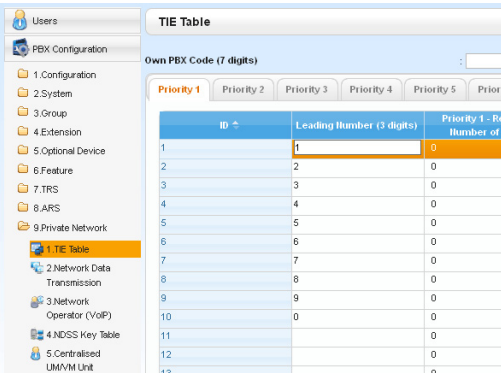 Users
PBX Configuration
1.Configuration
2.System
3.Group
4.Extension
5.Optional Device
6.Feature
7.TRS
8.ARS
9.Private Network
1.TIE Table
2.Network Data
Transmission
3.Network
Operator (VoIP)
4.NDSS Key Table
5.Centralised
UM/VM Unit
TIE Table
Own PBX Code (7 digits) :
Priority 1 Priority 2 Priority 3 Priority 4 Priority 5 Prior
ID Leading Number (3 digits) Priority 1 - Re
Number of
1 1 0
2 2 0
3 3 0
4 4 0
5 5 0
6 6 0
7 7 0
8 8 0
9 9 0
10 0 0
11 0
12 0